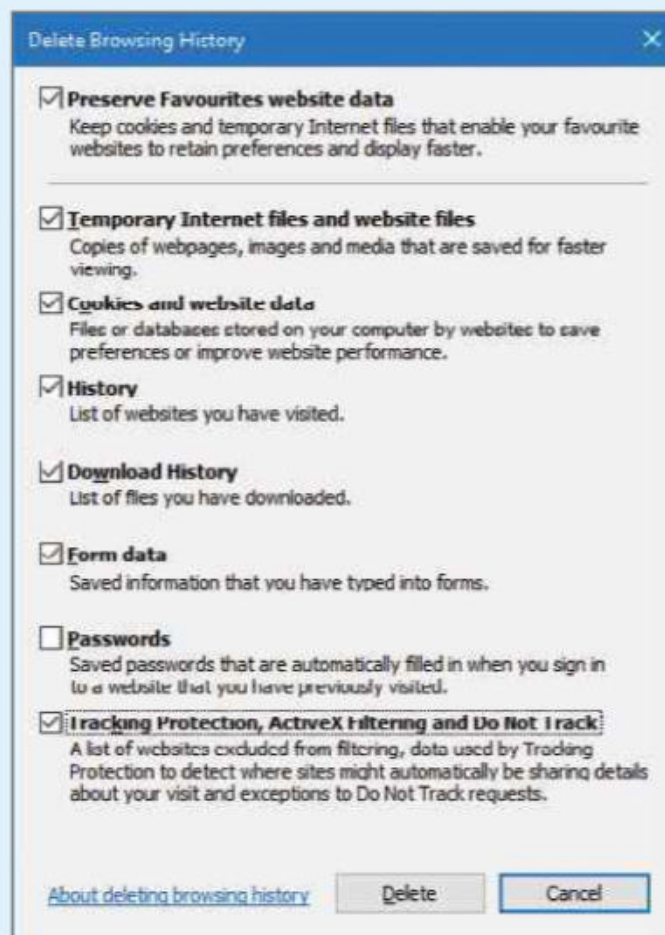 Delete Browsing History
Preserve Favourites website data
Keep cookies and temporary Internet files that enable your favourite
websites to retain preferences and display faster.
Temporary Internet files and website files
Copies of webpages, images and media that are saved for faster
viewing.
Cookies and website data
Files or databases stored on your computer by websites to save
preferences or improve website performance.
History
List of websites you have visited.
Download History
List of files you have downloaded.
Form data
Saved information that you have typed into forms.
Passwords
Saved passwords that are automatically filled in when you sign in
to a website that you have previously visited.
Tracking Protection, ActiveX Filtering and Do Not Track
A list of websites excluded from filtering, data used by Tracking
Protection to detect where sites might automatically be sharing details
about your visit and exceptions to Do Not Track requests.
About deleting browsing history
Delete
Cancel